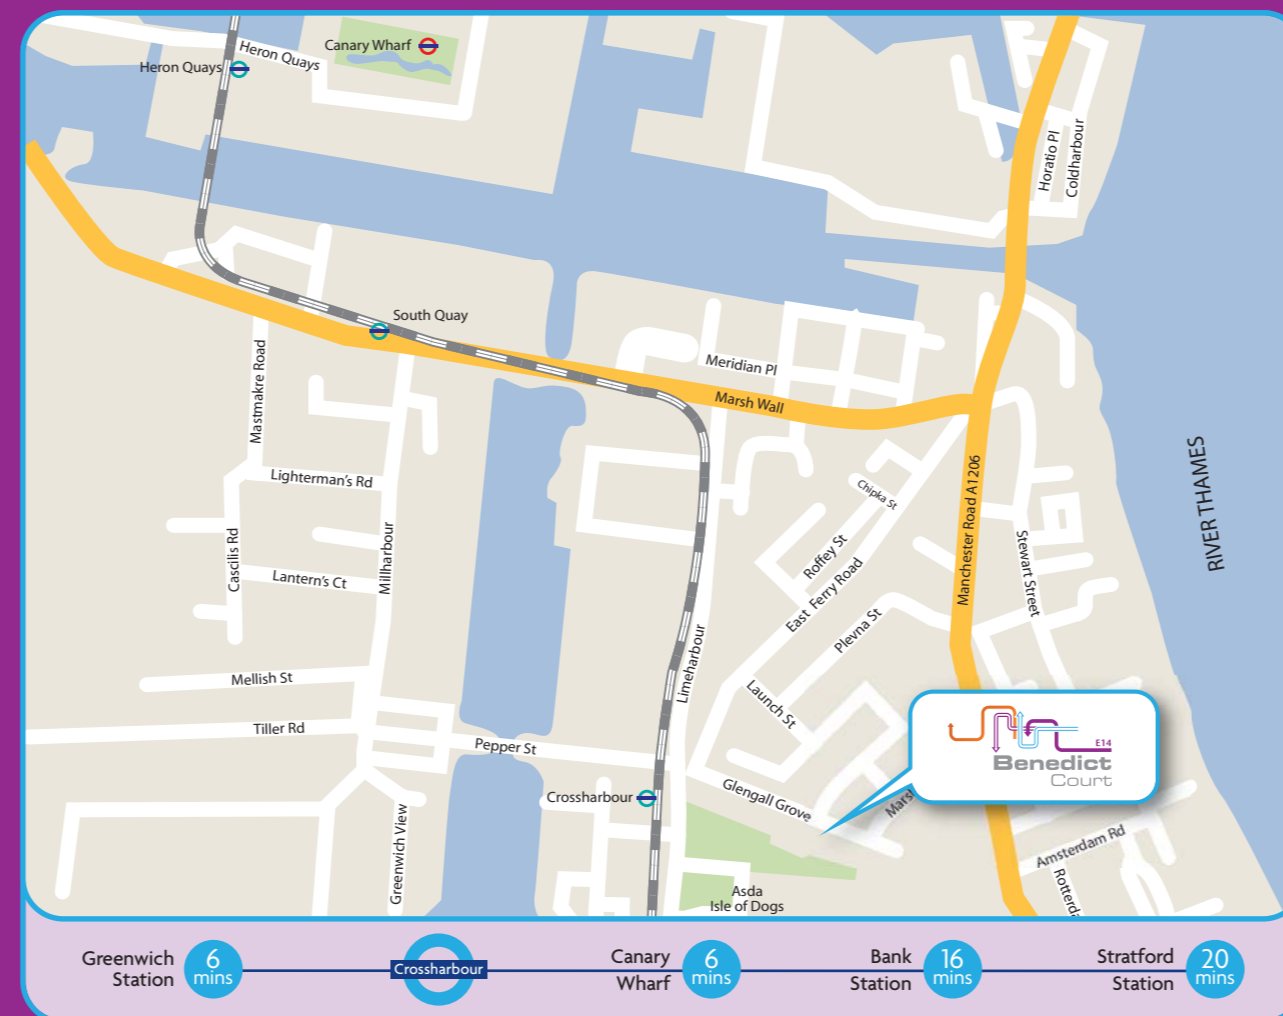 Heron Quays
Canary Wharf
Heron Quays
Horatio Pl
Coldharbour
South Quay
Mastmakre Road
Meridian Pl
Marsh Wall
Lighterman's Rd
Chipka St
Manchester Road A1206
RIVER THAMES
Cascilis Rd
Millharbour
Lantern's Ct
Roffey St
East Ferry Road
Stewart Street
Plevna St
Limeharbour
Mellish St
Launch St
Tiller Rd
Pepper St
E14
Benedict
Court
Crossharbour
Glengall Grove
Marsh
Greenwich View
Amsterdam Rd
Rotterda
Asda
Isle of Dogs
Greenwich
Station
6
mins
Crossharbour
Canary
Wharf
6
mins
Bank
Station
16
mins
Stratford
Station
20
mins